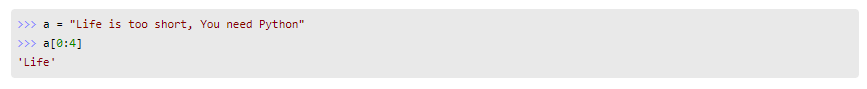 >>> a = "Life is too short, You need Python"
>>> a[0:4]
'Life'